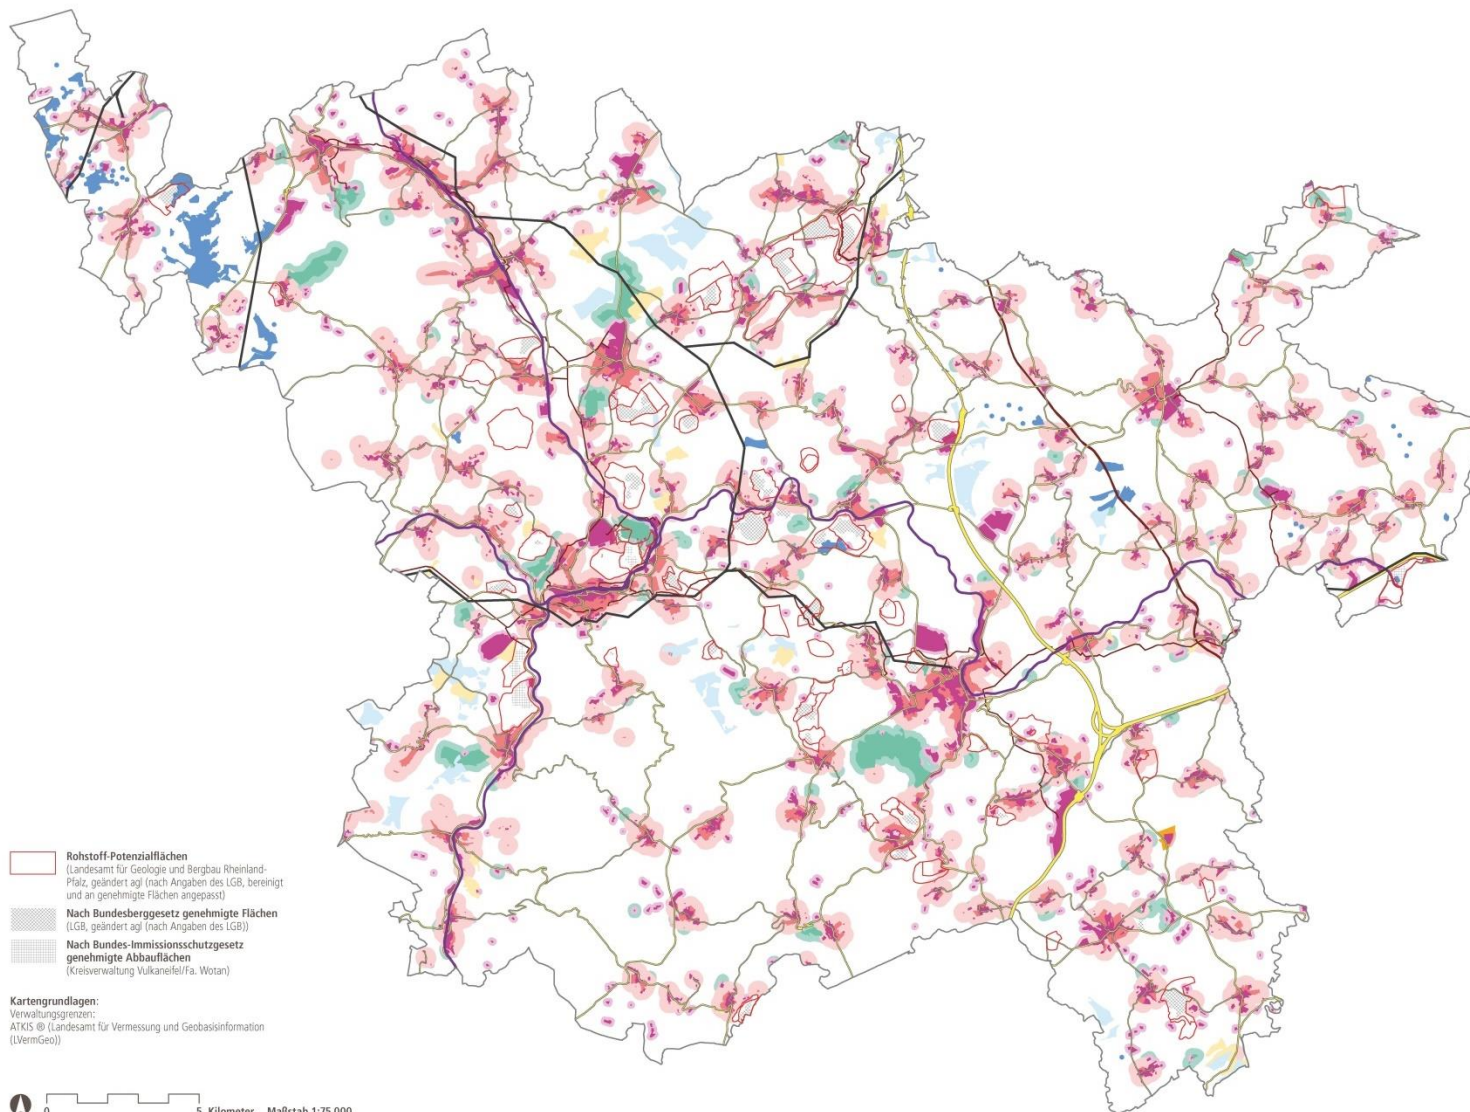 Rohstoff-Potenzialflächen
(Landesamt für Geologie und Bergbau Rheinland-
Pfalz, geändert agl (nach Angaben des LGB, bereinigt
und an genehmigte Flächen angepasst)
Nach Bundesberggesetz genehmigte Flächen
(LGB, geändert agl (nach Angaben des LGB))
Nach Bundes-Immissionsschutzgesetz
genehmigte Abbauflächen
(Kreisverwaltung Vulkaneifel/Fa. Wotan)
Kartengrundlagen:
Verwaltungsgrenzen:
ATKIS ® (Landesamt für Vermessung und Geobasisinformation
(LVermGeo))
0 5 Kilometer Maßstab 1:75.000